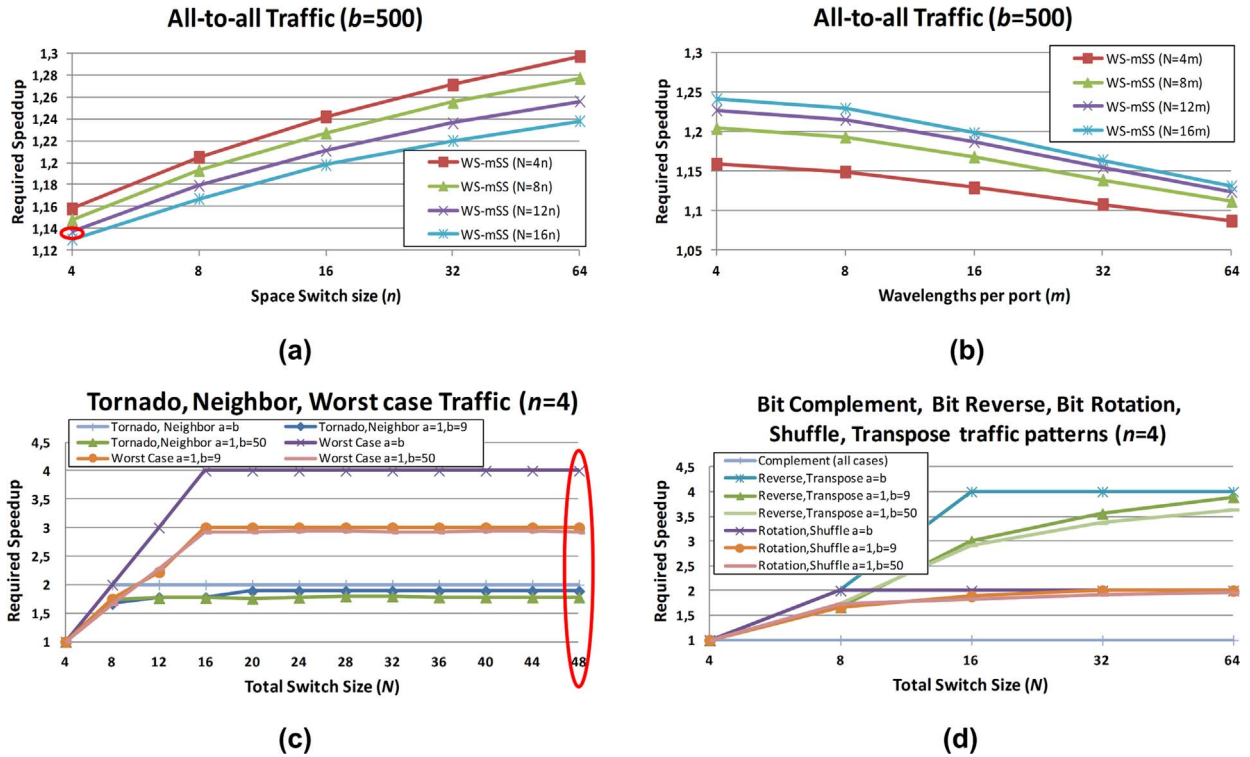 All-to-all Traffic (b=500)
Required Speddup
1,3
1,28
1,26
1,24
1,22
1,2
1,18
1,16
1,14
1,12
WS-mSS (N=4n)
WS-mSS (N=8n)
WS-mSS (N=12n)
WS-mSS (N=16n)
4 8 16 32 64
Space Switch size (n)
(a)
All-to-all Traffic (b=500)
Required Speddup
1,3
1,25
1,2
1,15
1,1
1,05
WS-mSS (N=4m)
WS-mSS (N=8m)
WS-mSS (N=12m)
WS-mSS (N=16m)
4 8 16 32 64
Wavelengths per port (m)
(b)
Tornado, Neighbor, Worst case Traffic (n=4)
Required Speedup
4,5
4
3,5
3
2,5
2
1,5
1
Tornado, Neighbor a=b
Tornado,Neighbor a=1,b=9
Tornado,Neighbor a=1,b=50
Worst Case a=b
Worst Case a=1,b=9
Worst Case a=1,b=50
4 8 12 16 20 24 28 32 36 40 44 48
Total Switch Size (N)
(c)
Bit Complement, Bit Reverse, Bit Rotation,
Shuffle, Transpose traffic patterns (n=4)
Required Speedup
4,5
4
3,5
3
2,5
2
1,5
1
Complement (all cases)
Reverse,Transpose a=b
Reverse,Transpose a=1,b=9
Reverse,Transpose a=1,b=50
Rotation,Shuffle a=b
Rotation,Shuffle a=1,b=9
Rotation,Shuffle a=1,b=50
4 8 16 32 64
Total Switch Size (N)
(d)